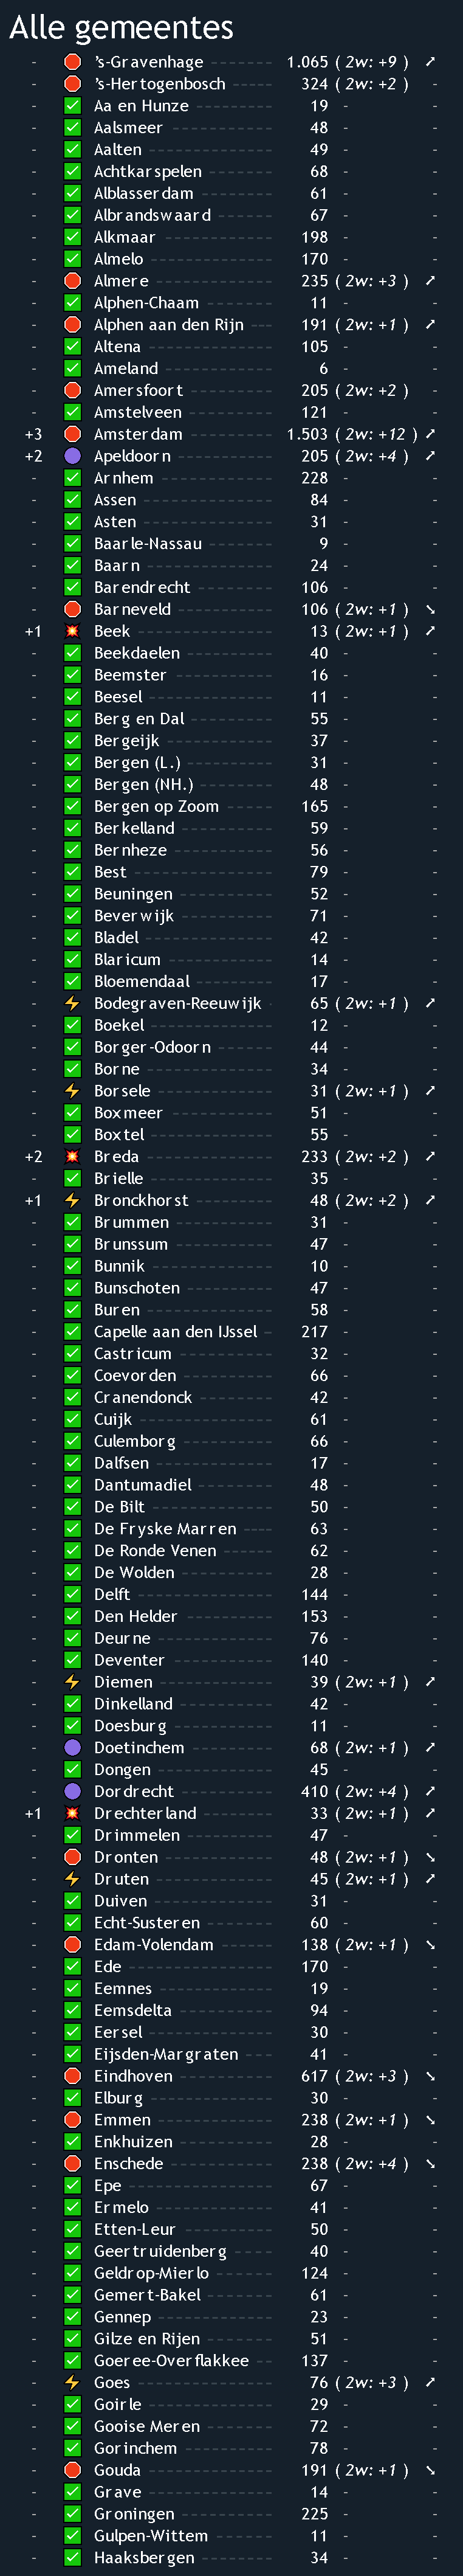 Alle gemeentes
- 's-Gravenhage 1.065 ( 2w: +9 ) ↗
- 's-Hertogenbosch 324 ( 2w: +2 ) -
- Aa en Hunze 19 - -
- Aalsmeer 48 - -
- Aalten 49 - -
- Achtkarspelen 68 - -
- Alblasserdam 61 - -
- Albrandswaard 67 - -
- Alkmaar 198 - -
- Almelo 170 - -
- Almere 235 ( 2w: +3 ) ↗
- Alphen-Chaam 11 - -
- Alphen aan den Rijn 191 ( 2w: +1 ) ↗
- Altena 105 - -
- Ameland 6 - -
- Amersfoort 205 ( 2w: +2 ) -
- Amstelveen 121 - -
+3 Amsterdam 1.503 ( 2w: +12 ) ↗
+2 Apeldoorn 205 ( 2w: +4 ) ↗
- Arnhem 228 - -
- Assen 84 - -
- Asten 31 - -
- Baarle-Nassau 9 - -
- Baarn 24 - -
- Barendrecht 106 - -
- Barneveld 106 ( 2w: +1 ) ↘
+1 Beek 13 ( 2w: +1 ) ↗
- Beekdaelen 40 - -
- Beemster 16 - -
- Beesel 11 - -
- Berg en Dal 55 - -
- Bergeijk 37 - -
- Bergen (L.) 31 - -
- Bergen (NH.) 48 - -
- Bergen op Zoom 165 - -
- Berkelland 59 - -
- Bernheze 56 - -
- Best 79 - -
- Beuningen 52 - -
- Beverwijk 71 - -
- Bladel 42 - -
- Blaricum 14 - -
- Bloemendaal 17 - -
- Bodegraven-Reeuwijk 65 ( 2w: +1 ) ↗
- Boekel 12 - -
- Borger-Odoorn 44 - -
- Borne 34 - -
- Borsele 31 ( 2w: +1 ) ↗
- Boxmeer 51 - -
- Boxtel 55 - -
+2 Breda 233 ( 2w: +2 ) ↗
- Brielle 35 - -
+1 Bronckhorst 48 ( 2w: +2 ) ↗
- Brummen 31 - -
- Brunssum 47 - -
- Bunnik 10 - -
- Bunschoten 47 - -
- Buren 58 - -
- Capelle aan den IJssel 217 - -
- Castricum 32 - -
- Coevorden 66 - -
- Cranendonck 42 - -
- Cuijk 61 - -
- Culemborg 66 - -
- Dalfsen 17 - -
- Dantumadiel 48 - -
- De Bilt 50 - -
- De Fryske Marren 63 - -
- De Ronde Venen 62 - -
- De Wolden 28 - -
- Delft 144 - -
- Den Helder 153 - -
- Deurne 76 - -
- Deventer 140 - -
- Diemen 39 ( 2w: +1 ) ↗
- Dinkelland 42 - -
- Doesburg 11 - -
- Doetinchem 68 ( 2w: +1 ) ↗
- Dongen 45 - -
- Dordrecht 410 ( 2w: +4 ) ↗
+1 Drechterland 33 ( 2w: +1 ) ↗
- Drimmelen 47 - -
- Dronten 48 ( 2w: +1 ) ↘
- Druten 45 ( 2w: +1 ) ↗
- Duiven 31 - -
- Echt-Susteren 60 - -
- Edam-Volendam 138 ( 2w: +1 ) ↘
- Ede 170 - -
- Eemnes 19 - -
- Eemsdelta 94 - -
- Eersel 30 - -
- Eijsden-Margraten 41 - -
- Eindhoven 617 ( 2w: +3 ) ↘
- Elburg 30 - -
- Emmen 238 ( 2w: +1 ) ↘
- Enkhuizen 28 - -
- Enschede 238 ( 2w: +4 ) ↘
- Epe 67 - -
- Ermelo 41 - -
- Etten-Leur 50 - -
- Geertruidenberg 40 - -
- Geldrop-Mierlo 124 - -
- Gemert-Bakel 61 - -
- Gennep 23 - -
- Gilze en Rijen 51 - -
- Goeree-Overflakkee 137 - -
- Goes 76 ( 2w: +3 ) ↗
- Goirle 29 - -
- Gooise Meren 72 - -
- Gorinchem 78 - -
- Gouda 191 ( 2w: +1 ) ↘
- Grave 14 - -
- Groningen 225 - -
- Gulpen-Wittem 11 - -
- Haaksbergen 34 - -